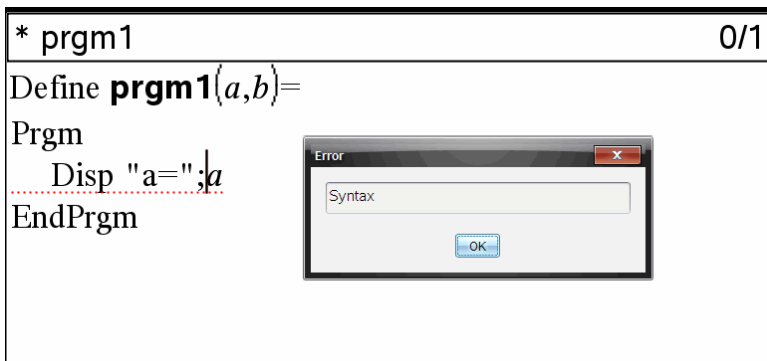 * prgm1 0/1
Define prgm1(a,b)=
Prgm
Disp "a=";a
EndPrgm
Error
x
Syntax
OK